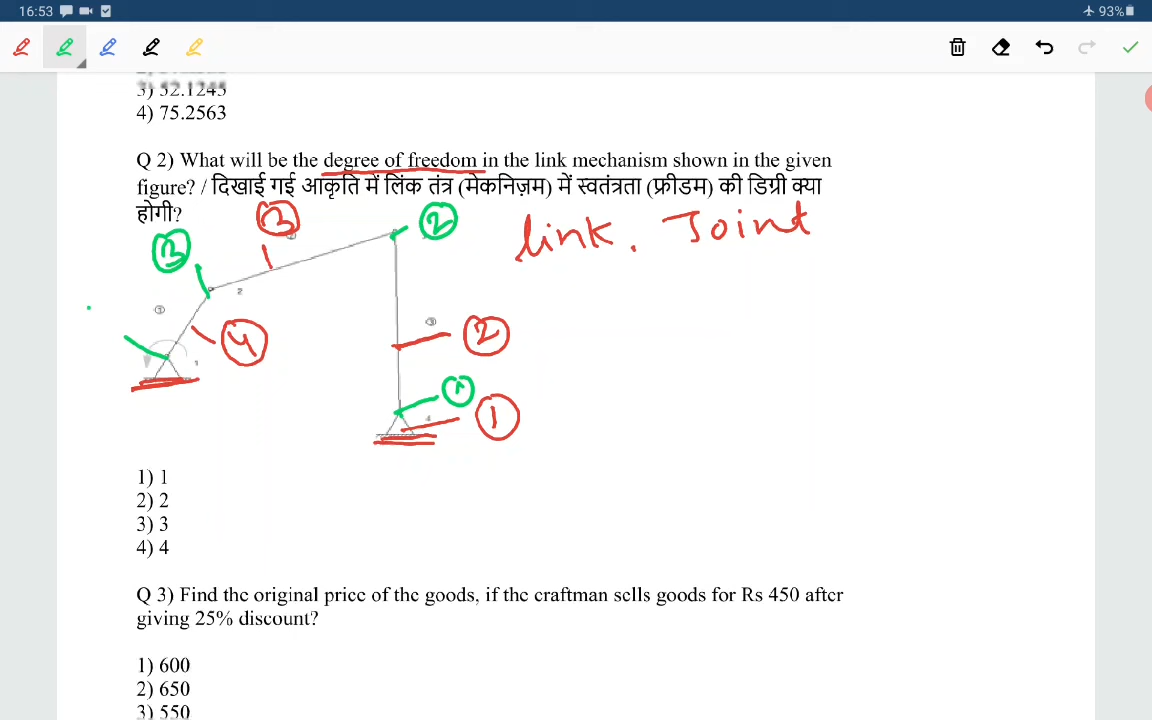 16:53 93%
3) 52.1245
4) 75.2563
Q 2) What will be the degree of freedom in the link mechanism shown in the given
figure? / दिखाई गई आकृति में लिंक तंत्र (मेकनिज़म) में स्वतंत्रता (फ्रीडम) की डिग्री क्या
होगी?
link. Joint
3 3 2
2
1 4 3 2
1
1
4 1
1) 1
2) 2
3) 3
4) 4
Q 3) Find the original price of the goods, if the craftman sells goods for Rs 450 after
giving 25% discount?
1) 600
2) 650
3) 550